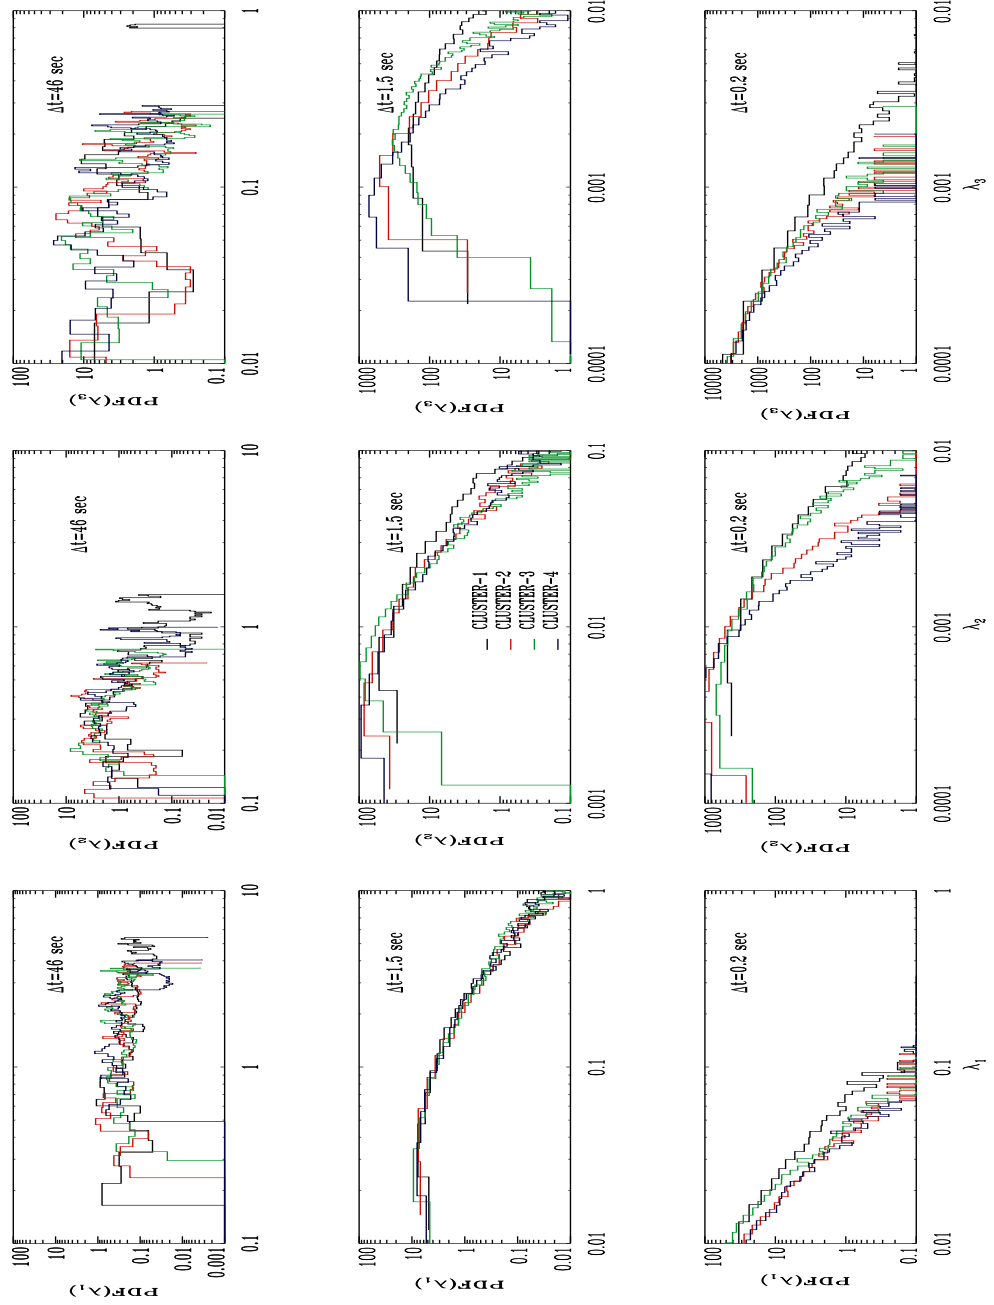 PDF(λ₁)
100
10
1
0.1
0.01
0.001
Δt=46 sec
0.1 1 10
PDF(λ₂)
100
10
1
0.1
0.01
Δt=46 sec
0.1 1 10
PDF(λ₃)
100
10
1
0.1
Δt=46 sec
0.01 0.1 1
PDF(λ₁)
100
10
1
0.1
0.01
Δt=1.5 sec
0.01 0.1 1
PDF(λ₂)
100
10
1
0.1
Δt=1.5 sec
CLUSTER-1
CLUSTER-2
CLUSTER-3
CLUSTER-4
0.001 0.01 0.1
PDF(λ₃)
1000
100
10
1
Δt=1.5 sec
0.0001 0.001 0.01
PDF(λ₁)
100
10
1
0.1
Δt=0.2 sec
0.01 0.1 1
λ₁
PDF(λ₂)
1000
100
10
1
Δt=0.2 sec
0.0001 0.001 0.01
λ₂
PDF(λ₃)
10000
1000
100
10
1
Δt=0.2 sec
0.0001 0.001 0.01
λ₃